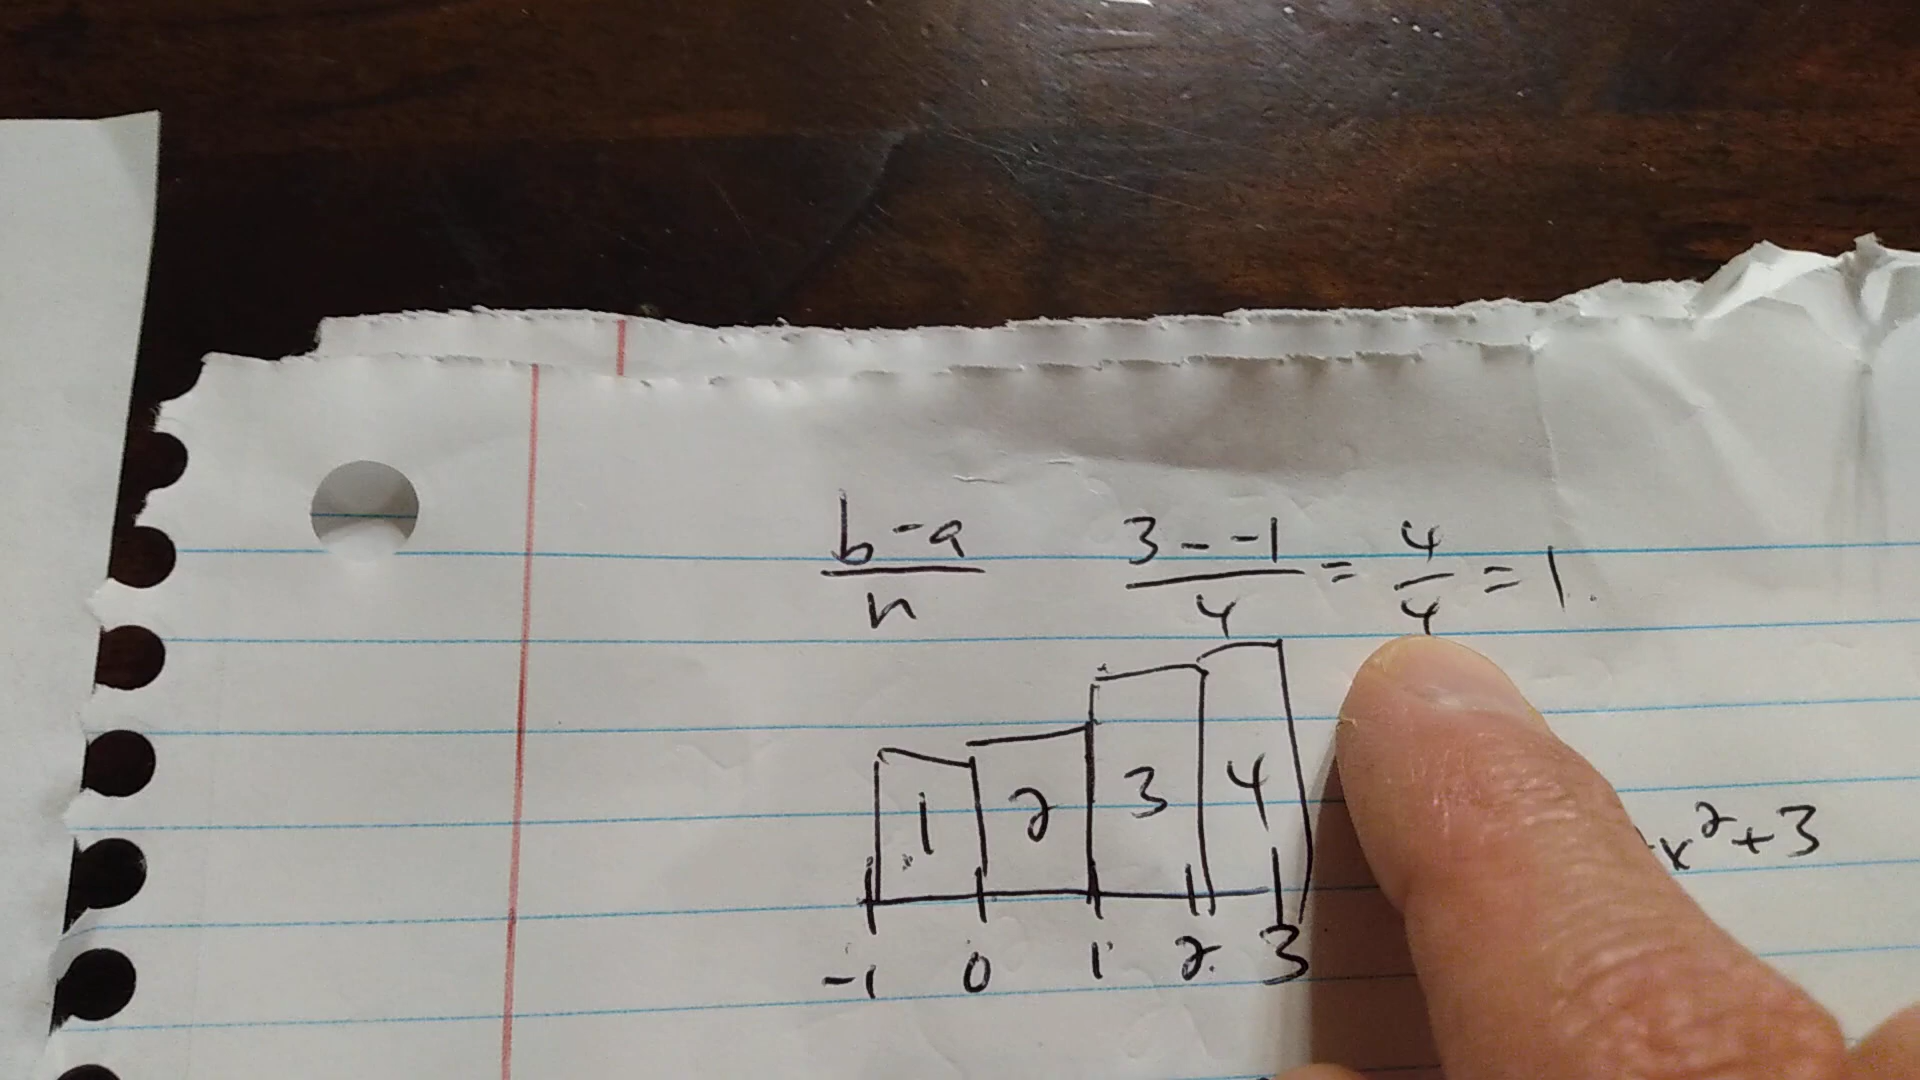 b-a/n 3--1/4 = 4/4 = 1.
1 2 3 4
x²+3
-1 0 1 2. 3